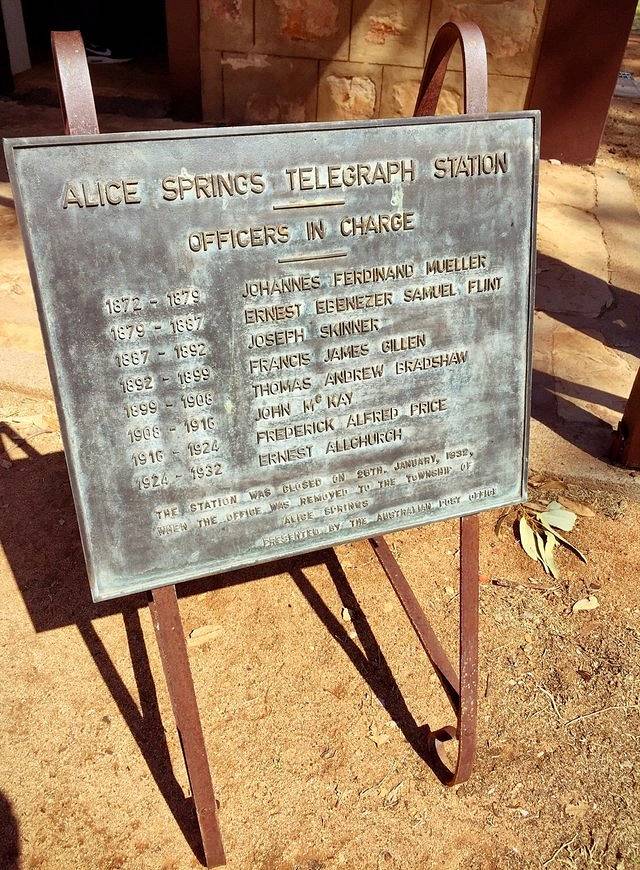 ALICE SPRINGS TELEGRAPH STATION
OFFICERS IN CHARGE
1872 - 1879 JOHANNES FERDINAND MUELLER
1879 - 1887 ERNEST EBENEZER SAMUEL FLINT
1887 - 1892 JOSEPH SKINNER
1892 - 1899 FRANCIS JAMES GILLEN
1899 - 1908 THOMAS ANDREW BRADSHAW
1908 - 1916 JOHN McKAY
1916 - 1924 FREDERICK ALFRED PRICE
1924 - 1932 ERNEST ALLCHURCH
THE STATION WAS CLOSED ON 26TH. JANUARY, 1932,
WHEN THE OFFICE WAS REMOVED TO THE TOWNSHIP OF
ALICE SPRINGS
PRESENTED BY THE AUSTRALIAN POST OFFICE